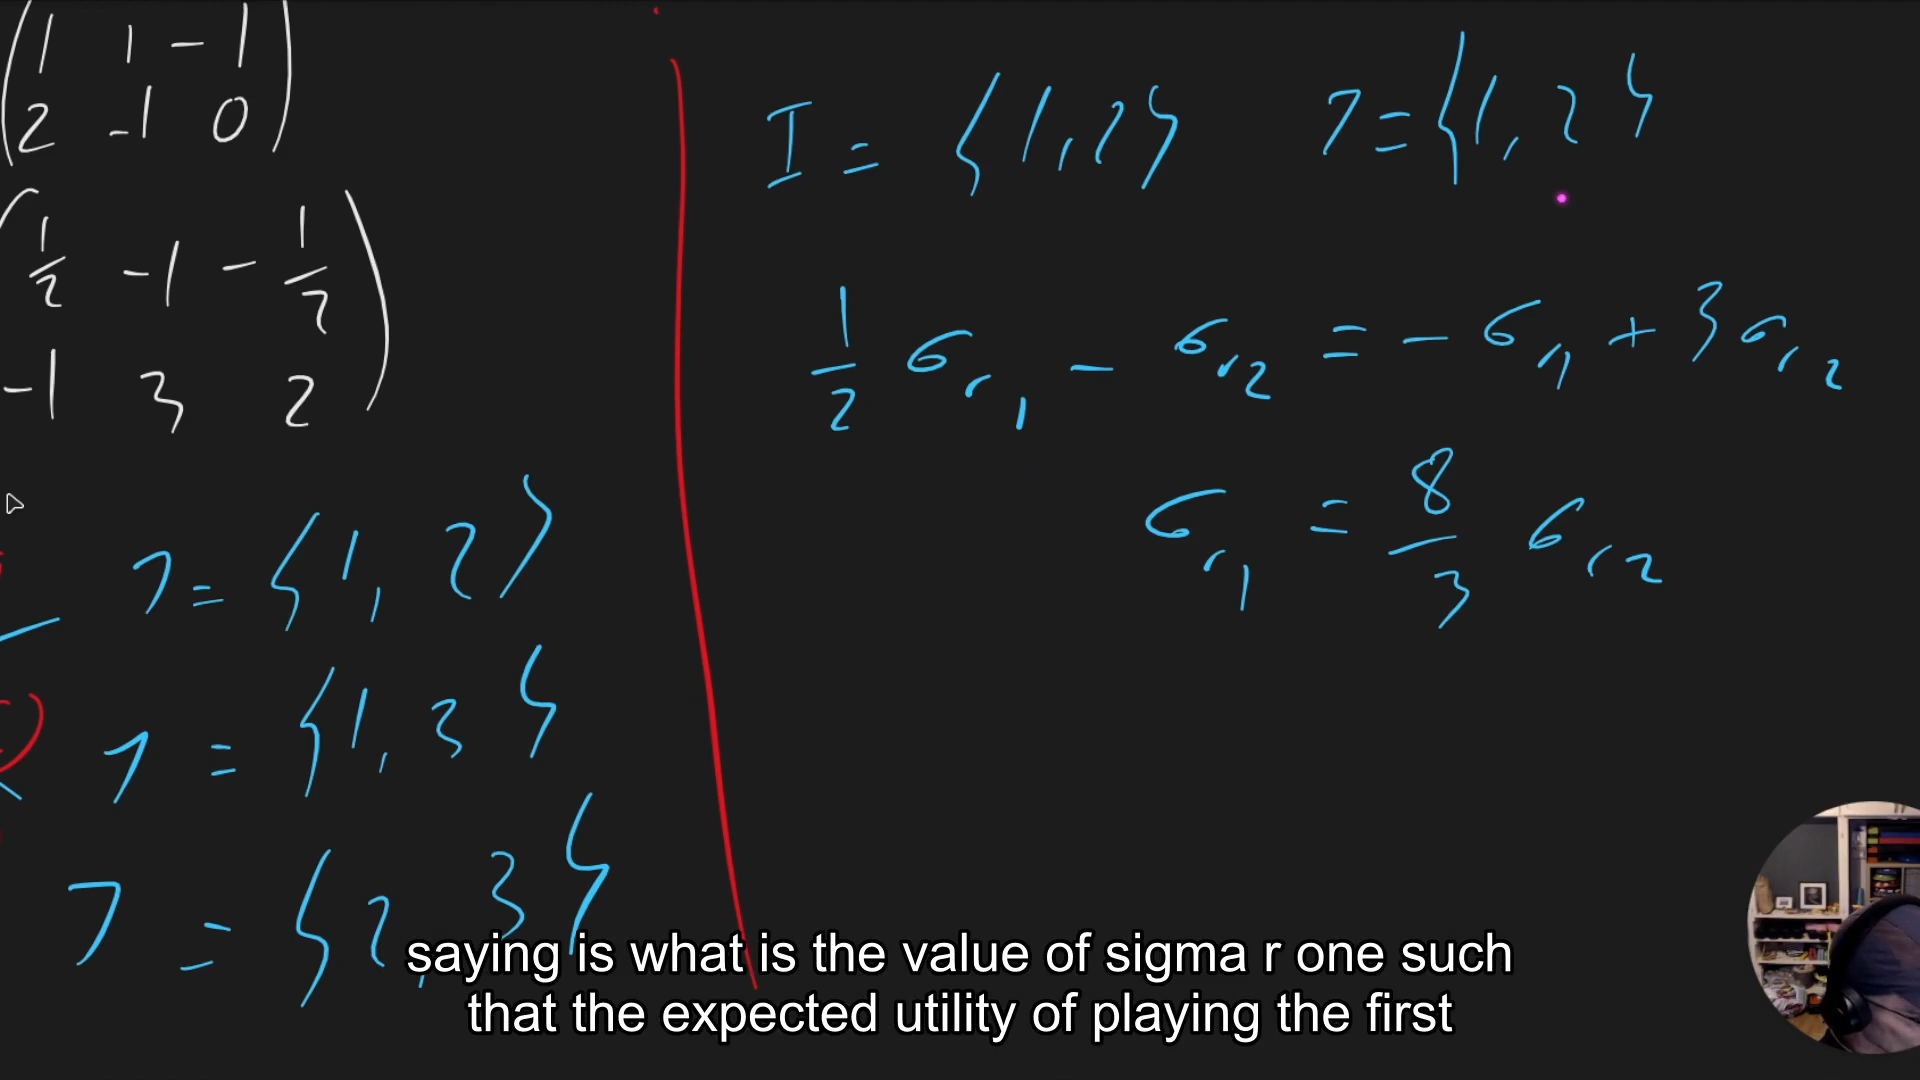 ( 1 1 - 1 )
2 -1 0
( 1/2 -1 - 1/2 )
-1 3 2
J = {1, 2}
J = {1, 3}
J = {2, 3}
I = {1, 2} J = {1, 2}
1/2 σr1 - σr2 = - σr1 + 3σr2
σr1 = 8/3 σr2
saying is what is the value of sigma r one such
that the expected utility of playing the first